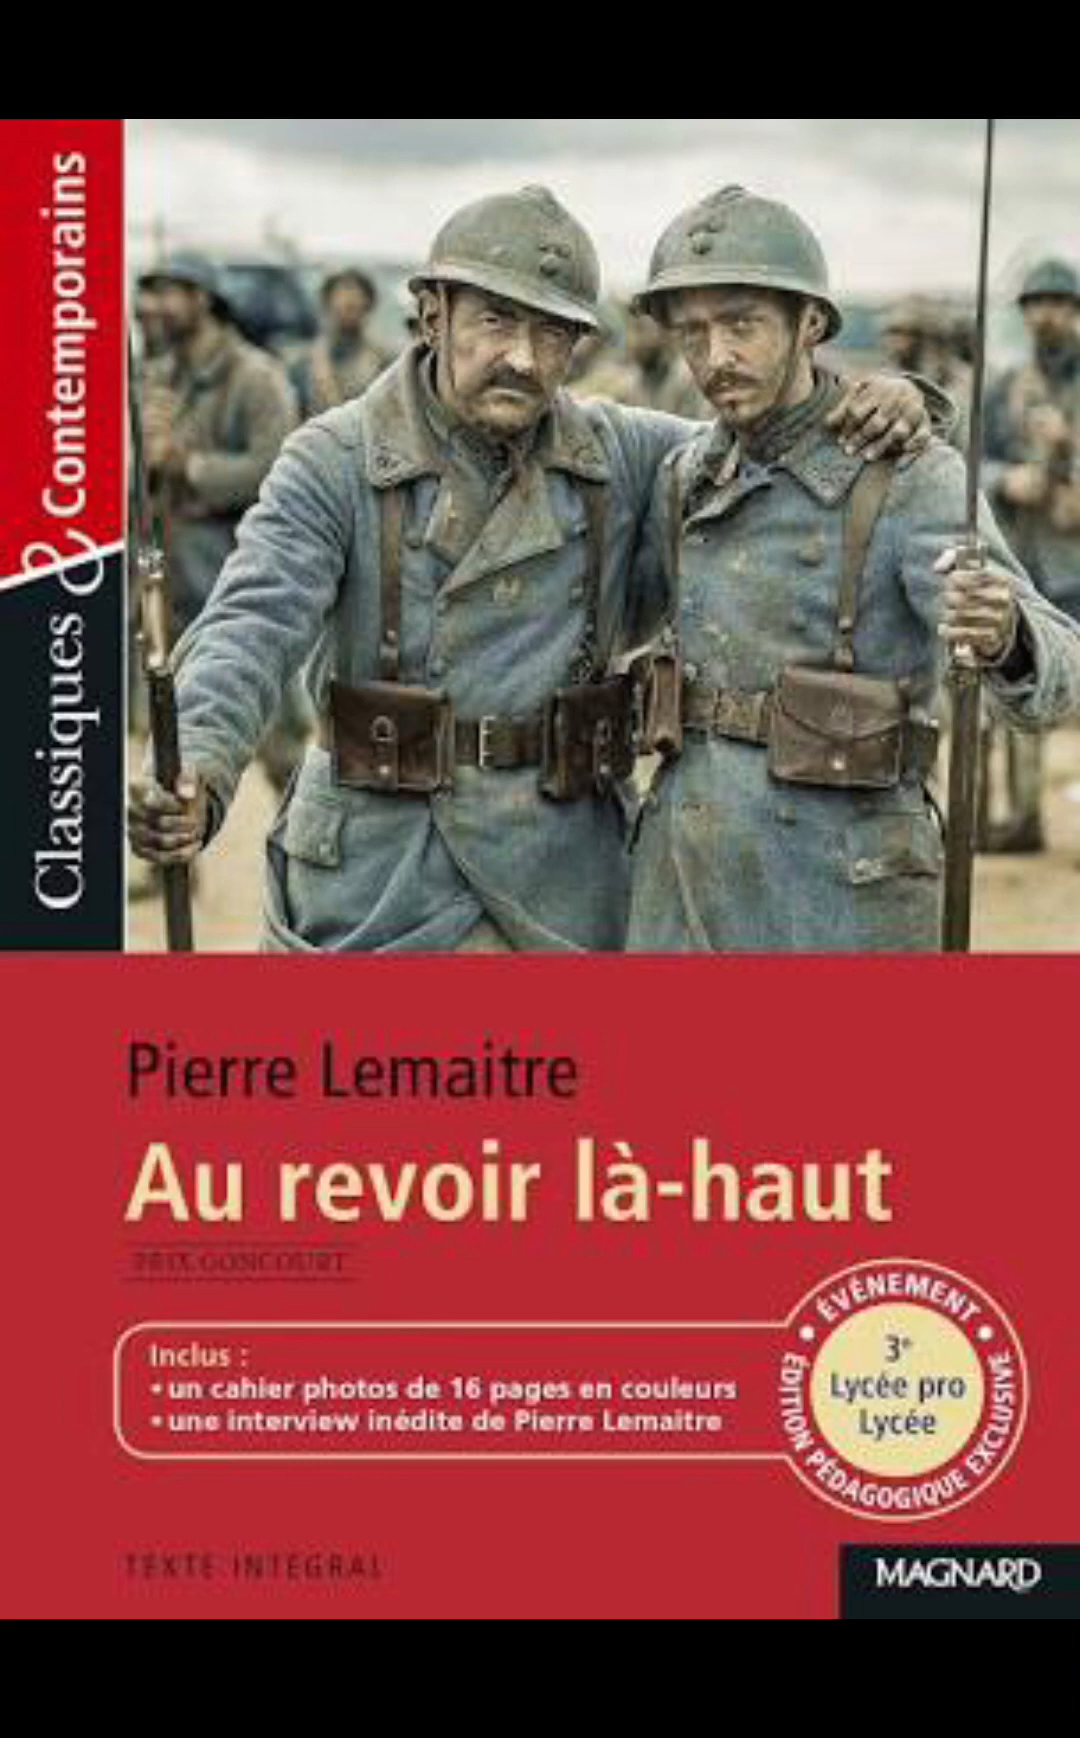 Classiques & Contemporains
Pierre Lemaitre
Au revoir là-haut
PRIX GONCOURT
Inclus :
• un cahier photos de 16 pages en couleurs
• une interview inédite de Pierre Lemaitre
• ÉVÉNEMENT •
3e
Lycée pro
Lycée
ÉDITION PÉDAGOGIQUE EXCLUSIVE
TEXTE INTÉGRAL
MAGNARD